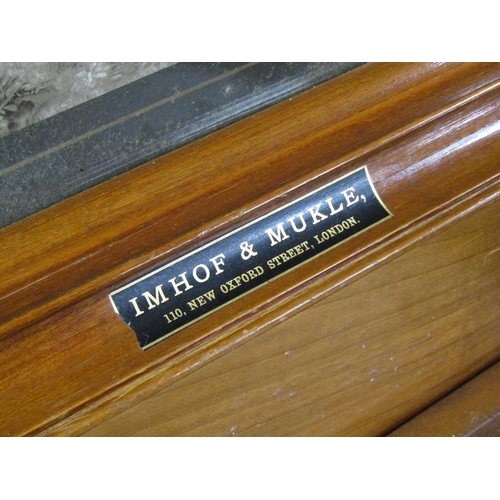 IMHOF & MUKLE,
110, NEW OXFORD STREET, LONDON.